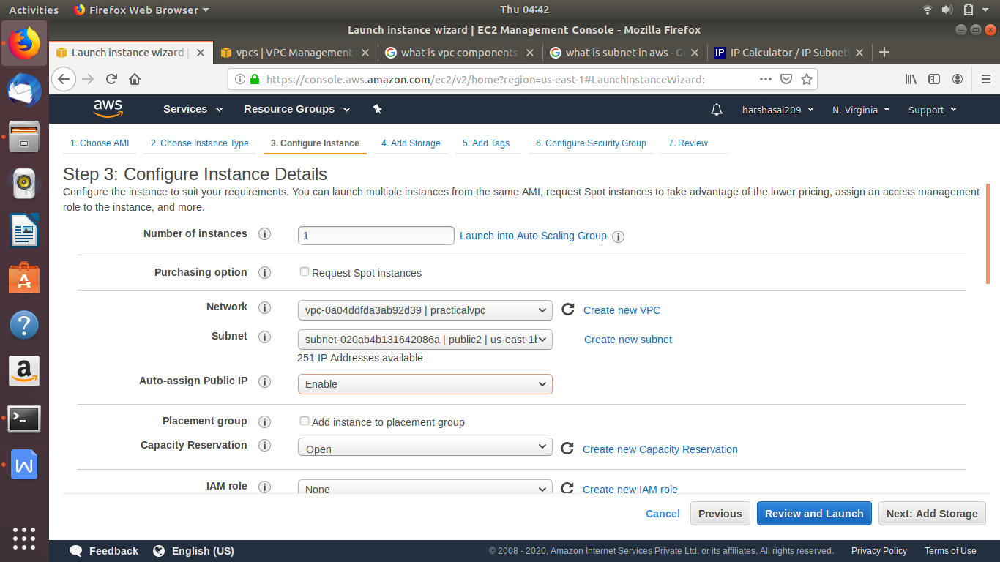 Activities Firefox Web Browser Thu 04:42
Launch instance wizard | EC2 Management Console - Mozilla Firefox
Launch instance wizard | vpcs | VPC Management what is vpc components what is subnet in aws - Go IP Calculator / IP Subnett
https://console.aws.amazon.com/ec2/v2/home?region=us-east-1#LaunchInstanceWizard:
aws Services Resource Groups harshasai209 N. Virginia Support
1. Choose AMI 2. Choose Instance Type 3. Configure Instance 4. Add Storage 5. Add Tags 6. Configure Security Group 7. Review
Step 3: Configure Instance Details
Configure the instance to suit your requirements. You can launch multiple instances from the same AMI, request Spot instances to take advantage of the lower pricing, assign an access management
role to the instance, and more.
Number of instances 1 Launch into Auto Scaling Group
Purchasing option Request Spot instances
Network vpc-0a04ddfda3ab92d39 | practicalvpc Create new VPC
Subnet subnet-020ab4b131642086a | public2 | us-east-1b Create new subnet
251 IP Addresses available
Auto-assign Public IP Enable
Placement group Add instance to placement group
Capacity Reservation Open Create new Capacity Reservation
IAM role None Create new IAM role
Cancel Previous Review and Launch Next: Add Storage
Feedback English (US) © 2008 - 2020, Amazon Internet Services Private Ltd. or its affiliates. All rights reserved. Privacy Policy Terms of Use